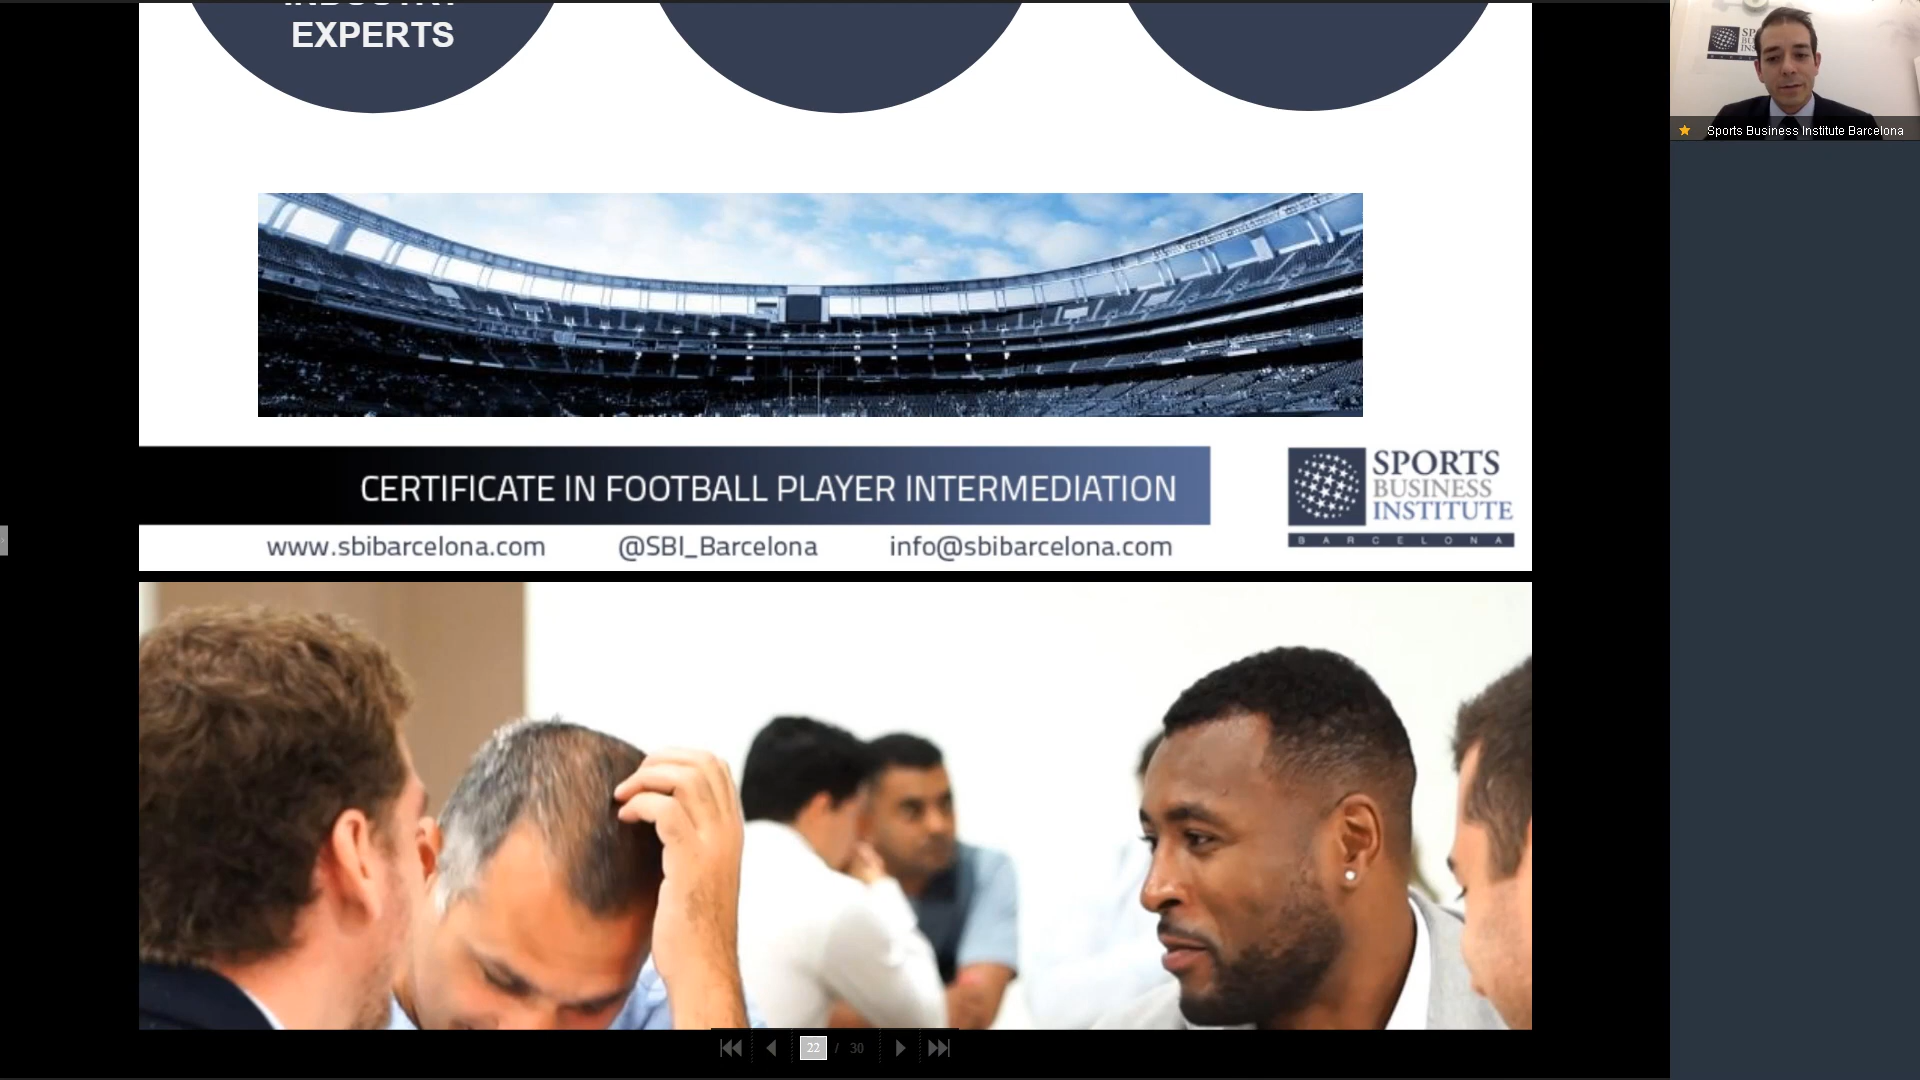 INDUSTRY
EXPERTS
CERTIFICATE IN FOOTBALL PLAYER INTERMEDIATION
www.sbibarcelona.com @SBI_Barcelona info@sbibarcelona.com
SPORTS
BUSINESS
INSTITUTE
BARCELONA
22 / 30
Sports Business Institute Barcelona